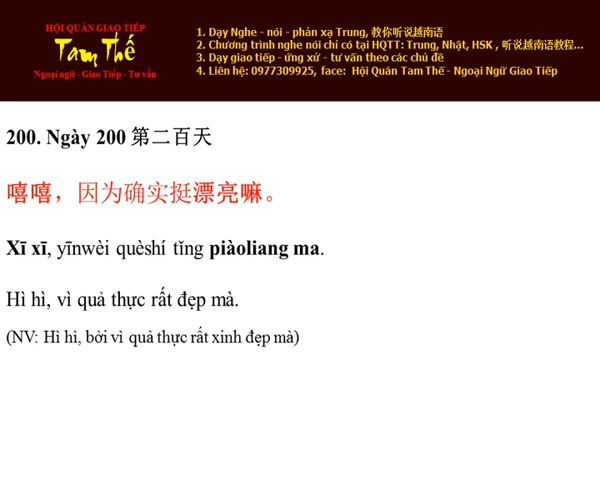 HỘI QUÁN GIAO TIẾP
Tam Thế
Ngoại ngữ - Giao Tiếp - Tư vấn
1. Dạy Nghe - nói - phản xạ Trung, 教你听说越南语
2. Chương trình nghe nói chỉ có tại HQTT: Trung, Nhật, HSK , 听说越南语教程...
3. Dạy giao tiếp - ứng xử - tư vấn theo các chủ đề
4. Liên hệ: 0977309925, face: Hội Quán Tam Thế - Ngoại Ngữ Giao Tiếp
200. Ngày 200 第二百天
嘻嘻，因为确实挺漂亮嘛。
Xī xī, yīnwèi quèshí tǐng piàoliang ma.
Hì hì, vì quả thực rất đẹp mà.
(NV: Hì hì, bởi vì quả thực rất xinh đẹp mà)